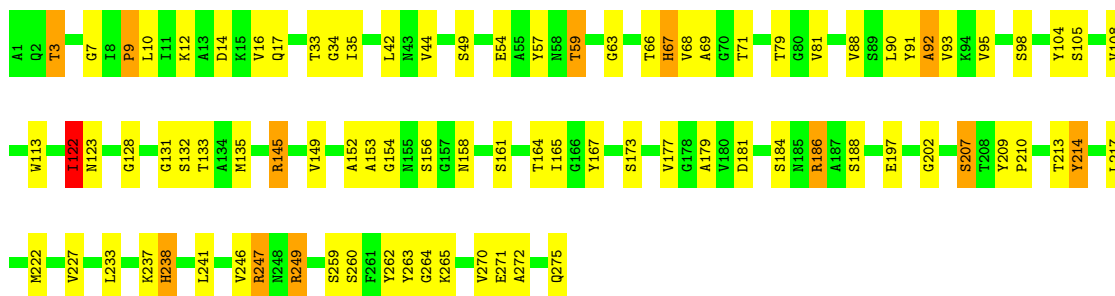 A1 Q2 T3 G7 I8 P9 L10 I11 K12 A13 D14 K15 V16 Q17 T33 G34 I35 L42 N43 V44 S49 E54 A55 Y57 N58 T59 G63 T66 H67 V68 A69 G70 T71 T79 G80 V81 V88 S89 L90 Y91 A92 V93 K94 V95 S98 Y104 S105
W113 I122 N123 G128 G131 S132 T133 A134 M135 R145 V149 A152 A153 G154 N155 S156 G157 N158 S161 T164 I165 G166 Y167 S173 V177 G178 A179 V180 D181 S184 N185 R186 A187 S188 E197 G202 S207 T208 Y209 P210 T213 Y214
M222 V227 L233 K237 H238 L241 V246 R247 N248 R249 S259 S260 F261 Y262 Y263 G264 K265 V270 E271 A272 Q275